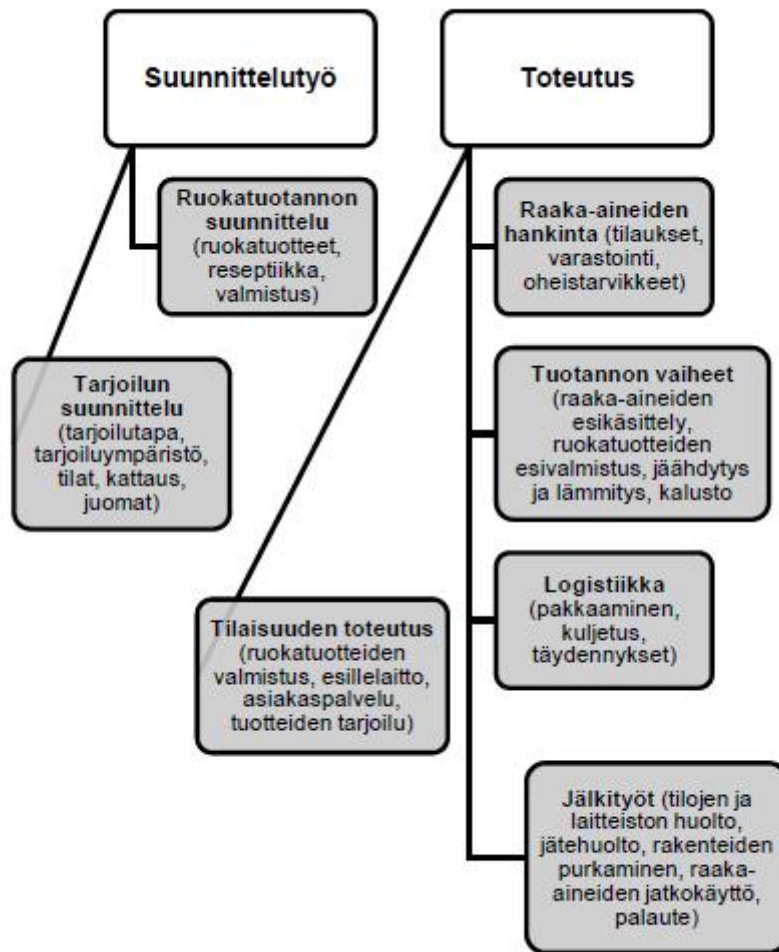 Suunnittelutyö
Ruokatuotannon
suunnittelu
(ruokatuotteet,
reseptiikka,
valmistus)
Tarjoilun
suunnittelu
(tarjoilutapa,
tarjoiluympäristö,
tilat, kattaus,
juomat)
Toteutus
Raaka-aineiden
hankinta (tilaukset,
varastointi,
oheistarvikkeet)
Tuotannon vaiheet
(raaka-aineiden
esikäsittely,
ruokatuotteiden
esivalmistus, jäähdytys
ja lämmitys, kalusto
Logistiikka
(pakkaaminen,
kuljetus,
täydennykset)
Tilaisuuden toteutus
(ruokatuotteiden
valmistus, esillelaitto,
asiakaspalvelu,
tuotteiden tarjoilu)
Jälkityöt (tilojen ja
laitteiston huolto,
jätehuolto, rakenteiden
purkaminen, raaka-
aineiden jatkokäyttö,
palaute)